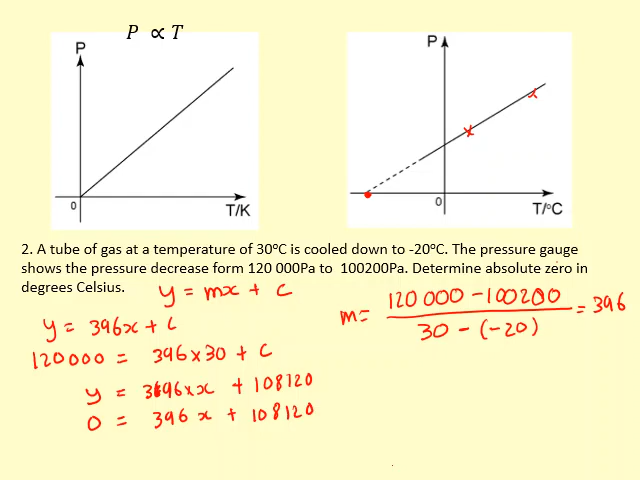 P ∝ T
P
0
T/K
P
0
T/°C
2. A tube of gas at a temperature of 30°C is cooled down to -20°C. The pressure gauge
shows the pressure decrease form 120 000Pa to 100200Pa. Determine absolute zero in
degrees Celsius.
y = mx + c
m = 120 000 - 100200 / 30 - (-20) = 396
y = 396x + c
120000 = 396 x 30 + c
y = 396 x x + 108120
0 = 396 x + 108120